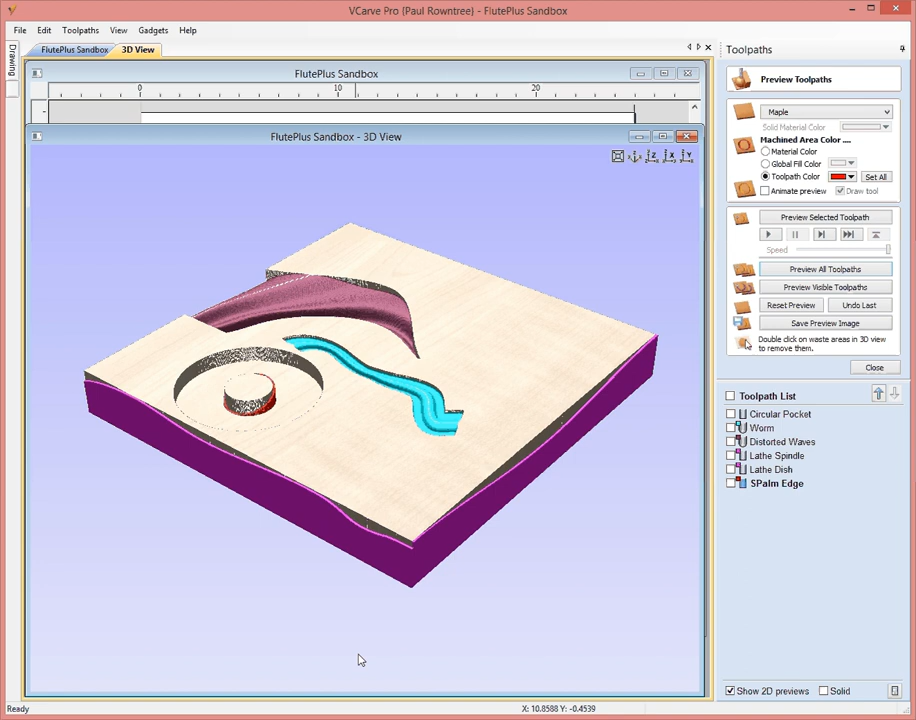 VCarve Pro {Paul Rowntree} - FlutePlus Sandbox
File Edit Toolpaths View Gadgets Help
Drawing
FlutePlus Sandbox 3D View
FlutePlus Sandbox
0 10 20
FlutePlus Sandbox - 3D View
Z X Y
Toolpaths
Preview Toolpaths
Maple
Solid Material Color
Machined Area Color ....
Material Color
Global Fill Color
Toolpath Color Set All
Animate preview Draw tool
Preview Selected Toolpath
Speed
Preview All Toolpaths
Preview Visible Toolpaths
Reset Preview Undo Last
Save Preview Image
Double click on waste areas in 3D view
to remove them.
Close
Toolpath List
Circular Pocket
Worm
Distorted Waves
Lathe Spindle
Lathe Dish
SPalm Edge
Show 2D previews Solid
Ready X: 10.8588 Y: -0.4539